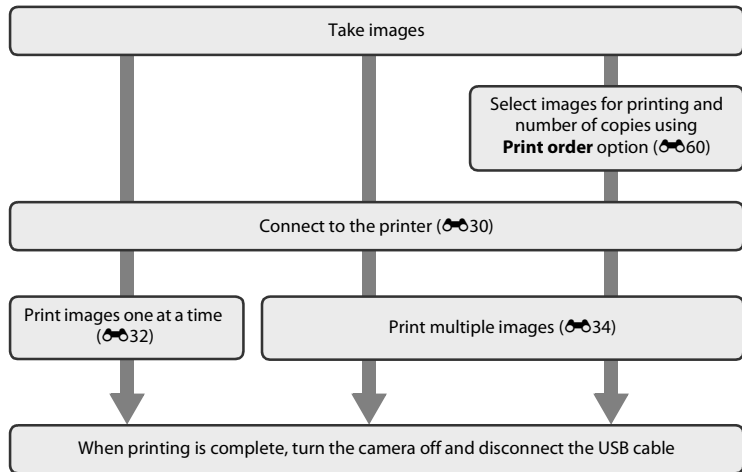 Take images
Select images for printing and
number of copies using
Print order option (60)
Connect to the printer (30)
Print images one at a time
(32)
Print multiple images (34)
When printing is complete, turn the camera off and disconnect the USB cable